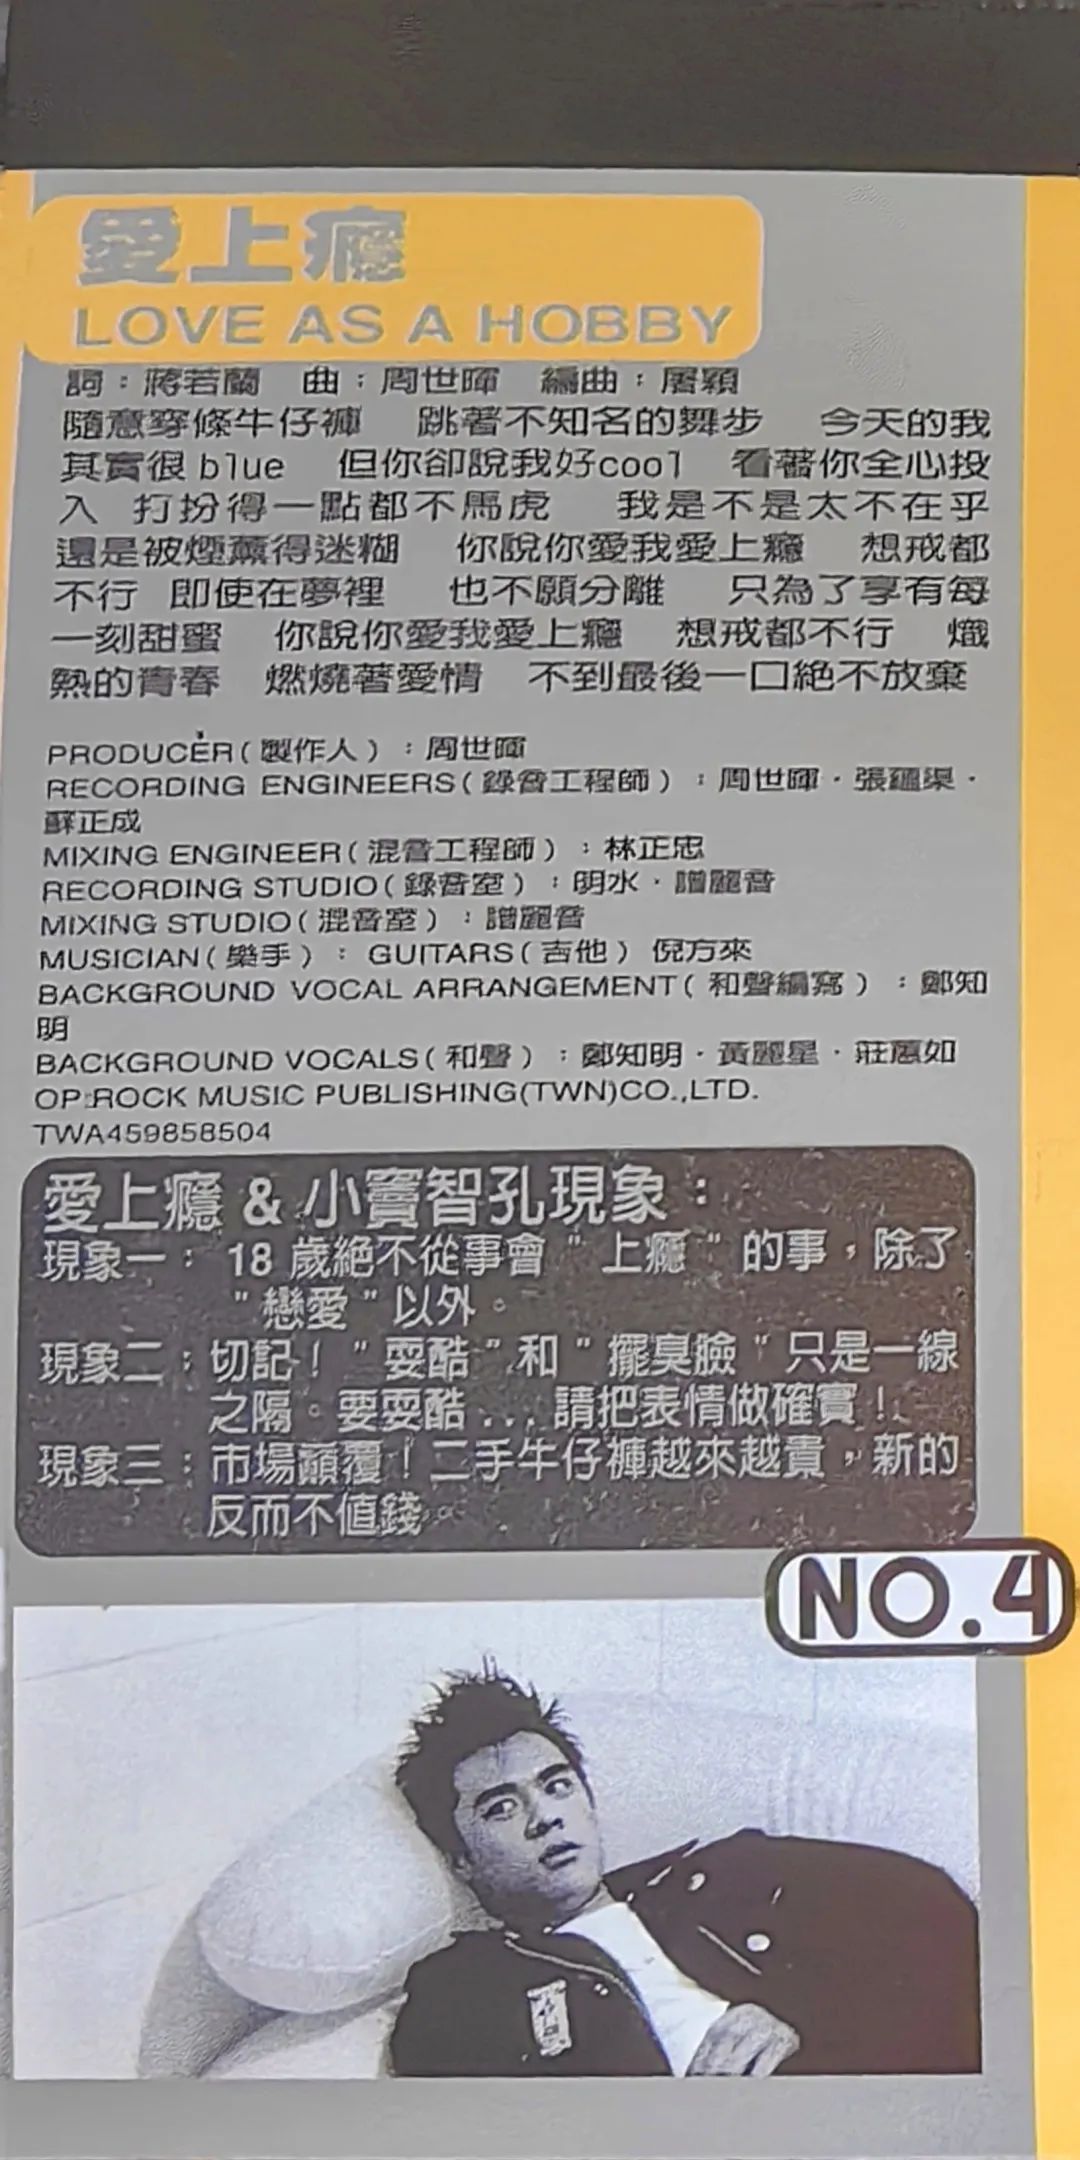 愛上癮
LOVE AS A HOBBY
詞：蔣若蘭　曲：周世暉　編曲：屠穎
隨意穿條牛仔褲　跳著不知名的舞步　今天的我
其實很blue　但你卻說我好cool　看著你全心投
入　打扮得一點都不馬虎　我是不是太不在乎
還是被煙薰得迷糊　你說你愛我愛上癮　想戒都
不行　即使在夢裡　也不願分離　只為了享有每
一刻甜蜜　你說你愛我愛上癮　想戒都不行　熾
熱的青春　燃燒著愛情　不到最後一口絕不放棄
PRODUCER(製作人)：周世暉
RECORDING ENGINEERS(錄音工程師)：周世暉・張蘊渠・
蘇正成
MIXING ENGINEER(混音工程師)：林正忠
RECORDING STUDIO(錄音室)：明水・譜麗音
MIXING STUDIO(混音室)：譜麗音
MUSICIAN(樂手)：GUITARS(吉他) 倪方來
BACKGROUND VOCAL ARRANGEMENT(和聲編寫)：鄭知
明
BACKGROUND VOCALS(和聲)：鄭知明・黃麗星・莊蕙如
OP:ROCK MUSIC PUBLISHING(TWN)CO.,LTD.
TWA459858504
愛上癮 & 小竇智孔現象：
現象一：18 歲絕不從事會"上癮"的事，除了
"戀愛"以外。
現象二：切記！"耍酷"和"擺臭臉"只是一線
之隔。要耍酷...請把表情做確實！
現象三：市場顛覆！二手牛仔褲越來越貴，新的
反而不值錢。
NO.4